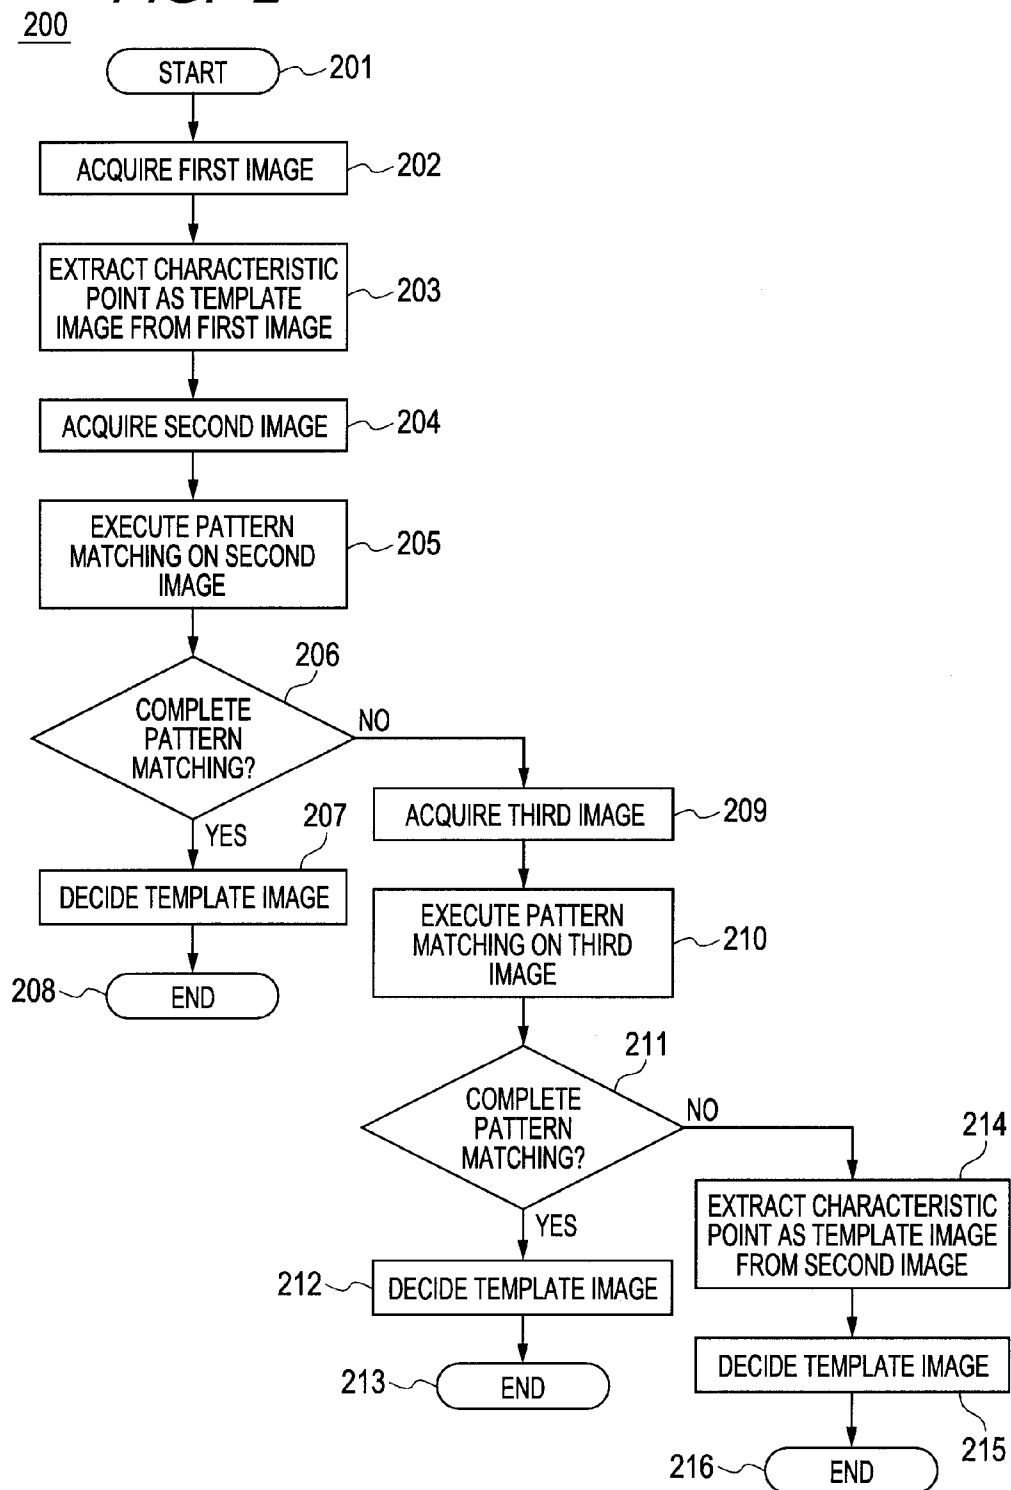 200
START
201
ACQUIRE FIRST IMAGE
202
EXTRACT CHARACTERISTIC
POINT AS TEMPLATE
IMAGE FROM FIRST IMAGE
203
ACQUIRE SECOND IMAGE
204
EXECUTE PATTERN
MATCHING ON SECOND
IMAGE
205
206
COMPLETE
PATTERN
MATCHING?
NO
YES
207
DECIDE TEMPLATE IMAGE
208
END
ACQUIRE THIRD IMAGE
209
EXECUTE PATTERN
MATCHING ON THIRD
IMAGE
210
211
COMPLETE
PATTERN
MATCHING?
NO
YES
212
DECIDE TEMPLATE IMAGE
213
END
214
EXTRACT CHARACTERISTIC
POINT AS TEMPLATE IMAGE
FROM SECOND IMAGE
DECIDE TEMPLATE IMAGE
215
216
END